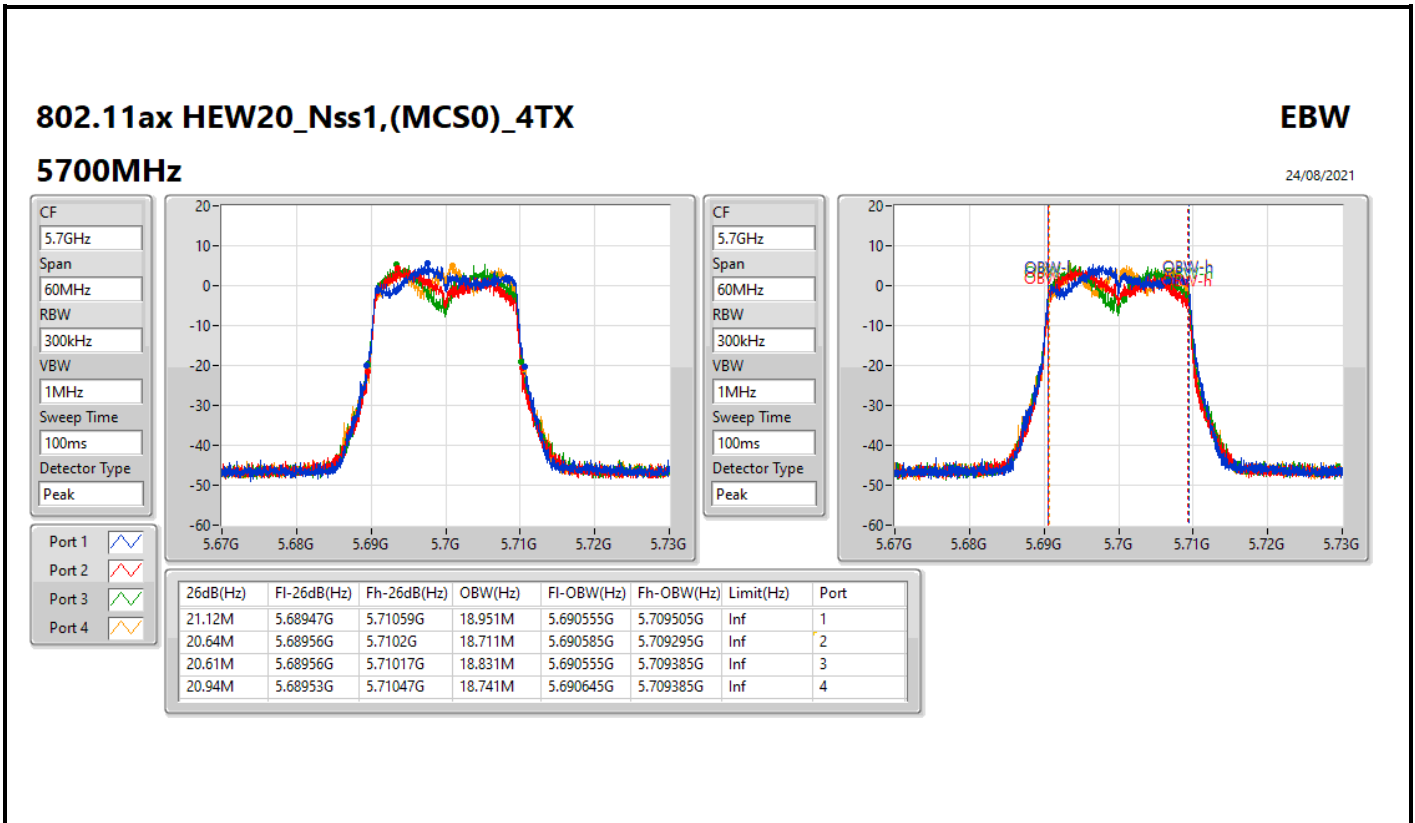 802.11ax HEW20_Nss1,(MCS0)_4TX
EBW
5700MHz
24/08/2021
CF
5.7GHz
Span
60MHz
RBW
300kHz
VBW
1MHz
Sweep Time
100ms
Detector Type
Peak
20
10
0
-10
-20
-30
-40
-50
-60
5.67G 5.68G 5.69G 5.7G 5.71G 5.72G 5.73G
CF
5.7GHz
Span
60MHz
RBW
300kHz
VBW
1MHz
Sweep Time
100ms
Detector Type
Peak
20
10
0
-10
-20
-30
-40
-50
-60
OBW-h
5.67G 5.68G 5.69G 5.7G 5.71G 5.72G 5.73G
Port 1
Port 2
Port 3
Port 4
26dB(Hz) Fl-26dB(Hz) Fh-26dB(Hz) OBW(Hz) Fl-OBW(Hz) Fh-OBW(Hz) Limit(Hz) Port
21.12M 5.68947G 5.71059G 18.951M 5.690555G 5.709505G Inf 1
20.64M 5.68956G 5.7102G 18.711M 5.690585G 5.709295G Inf 2
20.61M 5.68956G 5.71017G 18.831M 5.690555G 5.709385G Inf 3
20.94M 5.68953G 5.71047G 18.741M 5.690645G 5.709385G Inf 4